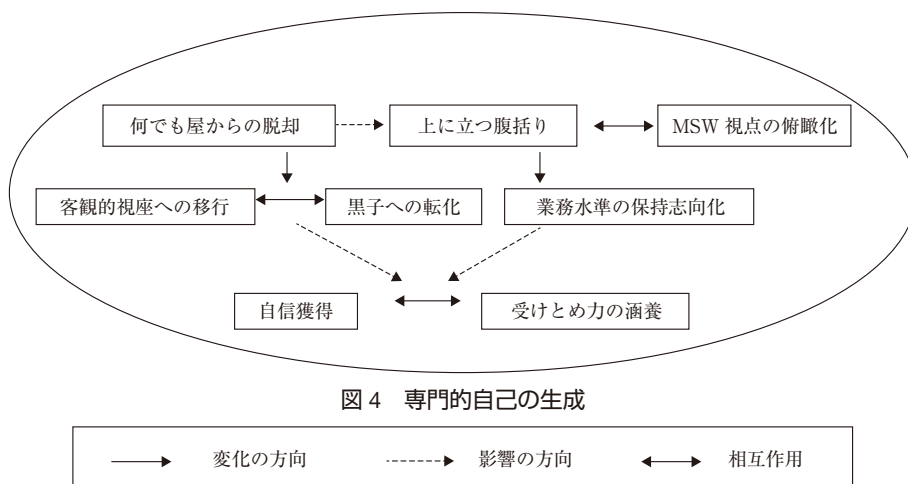 何でも屋からの脱却
上に立つ腹括り
MSW 視点の俯瞰化
客観的視座への移行
黒子への転化
業務水準の保持志向化
自信獲得
受けとめ力の涵養
図 4　専門的自己の生成
変化の方向
影響の方向
相互作用